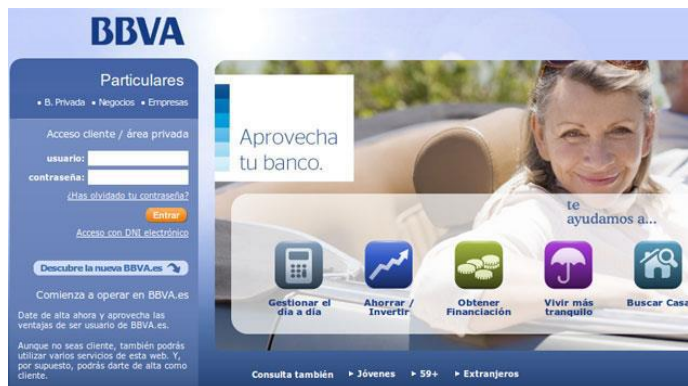 BBVA
Particulares
• B. Privada • Negocios • Empresas
Acceso cliente / área privada
usuario:
contraseña:
¿Has olvidado tu contraseña?
Entrar
Acceso con DNI electrónico
Descubre la nueva BBVA.es
Comienza a operar en BBVA.es
Date de alta ahora y aprovecha las
ventajas de ser usuario de BBVA.es.
Aunque no seas cliente, también podrás
utilizar varios servicios de esta web. Y,
por supuesto, podrás darte de alta como
cliente.
Aprovecha
tu banco.
te
ayudamos a...
Gestionar el
día a día
Ahorrar /
Invertir
Obtener
Financiación
Vivir más
tranquilo
Buscar Casa
Consulta también ▸ Jóvenes ▸ 59+ ▸ Extranjeros